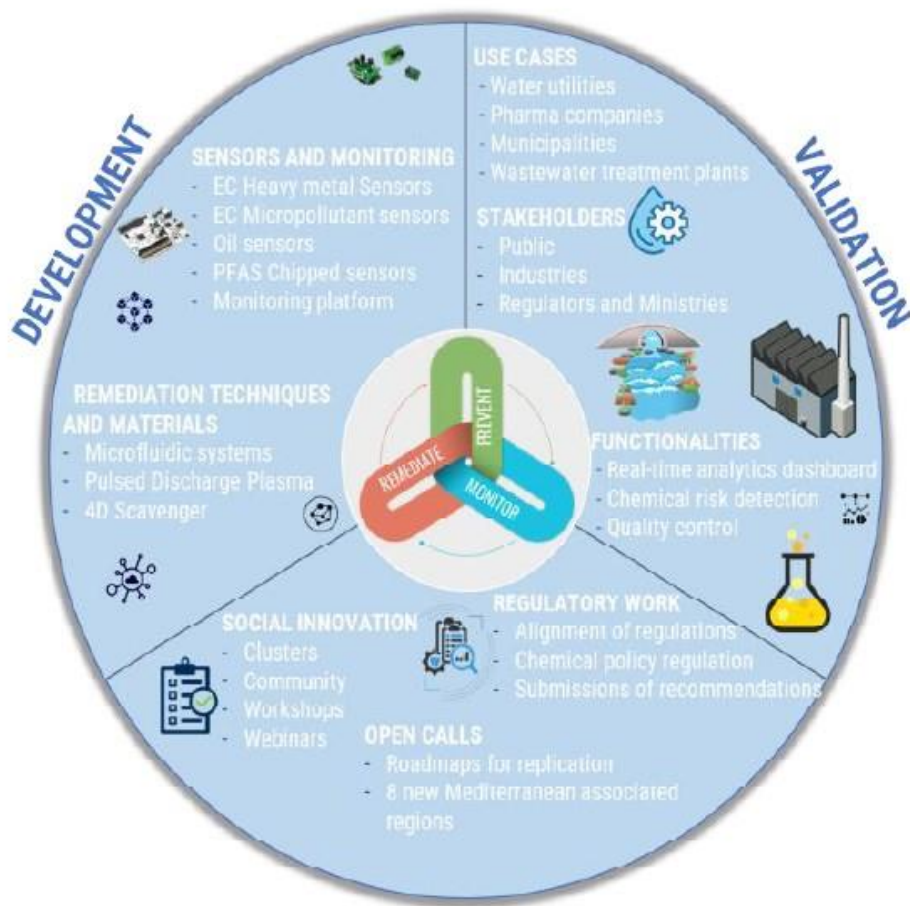 DEVELOPMENT
SENSORS AND MONITORING
- EC Heavy metal Sensors
- EC Micropollutant sensors
- Oil sensors
- PFAS Chipped sensors
- Monitoring platform
REMEDIATION TECHNIQUES
AND MATERIALS
- Microfluidic systems
- Pulsed Discharge Plasma
- 4D Scavenger
VALIDATION
USE CASES
- Water utilities
- Pharma companies
- Municipalities
- Wastewater treatment plants
STAKEHOLDERS
- Public
- Industries
- Regulators and Ministries
FUNCTIONALITIES
- Real-time analytics dashboard
- Chemical risk detection
- Quality control
PREVENT
REMEDIATE
MONITOR
SOCIAL INNOVATION
- Clusters
- Community
- Workshops
- Webinars
REGULATORY WORK
- Alignment of regulations
- Chemical policy regulation
- Submissions of recommendations
OPEN CALLS
- Roadmaps for replication
- 8 new Mediterranean associated
regions